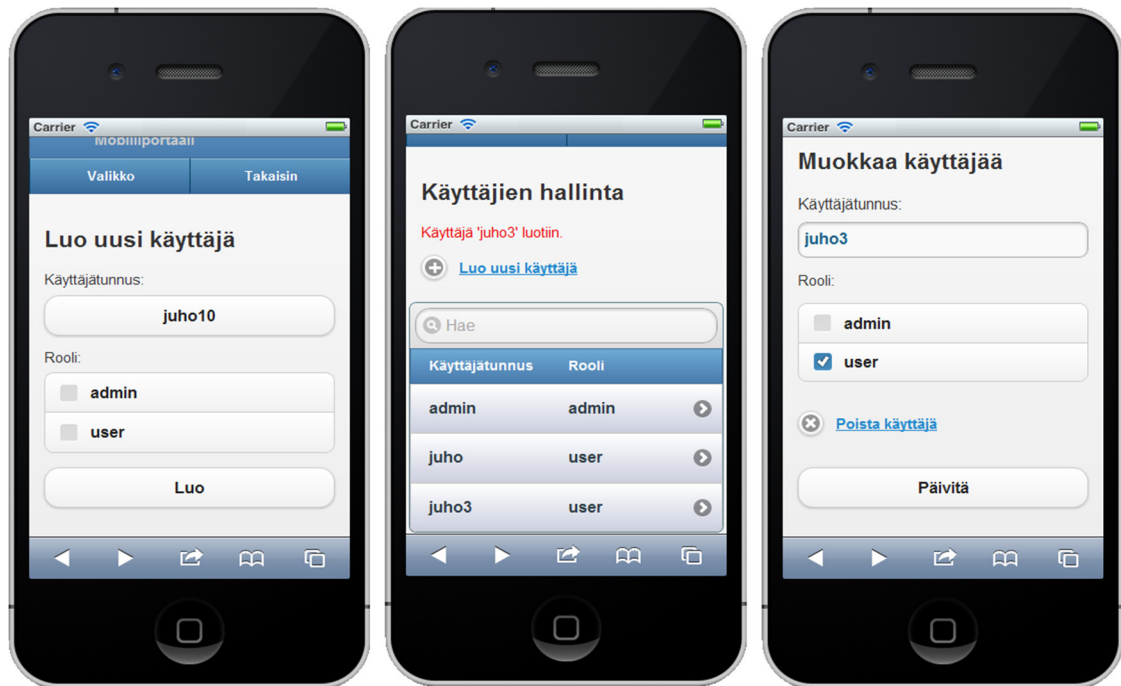 Carrier
Mobiiliportaali
Valikko Takaisin
Luo uusi käyttäjä
Käyttäjätunnus:
juho10
Rooli:
admin
user
Luo
Carrier
Käyttäjien hallinta
Käyttäjä 'juho3' luotiin.
Luo uusi käyttäjä
Hae
Käyttäjätunnus Rooli
admin admin
juho user
juho3 user
Carrier
Muokkaa käyttäjää
Käyttäjätunnus:
juho3
Rooli:
admin
user
Poista käyttäjä
Päivitä